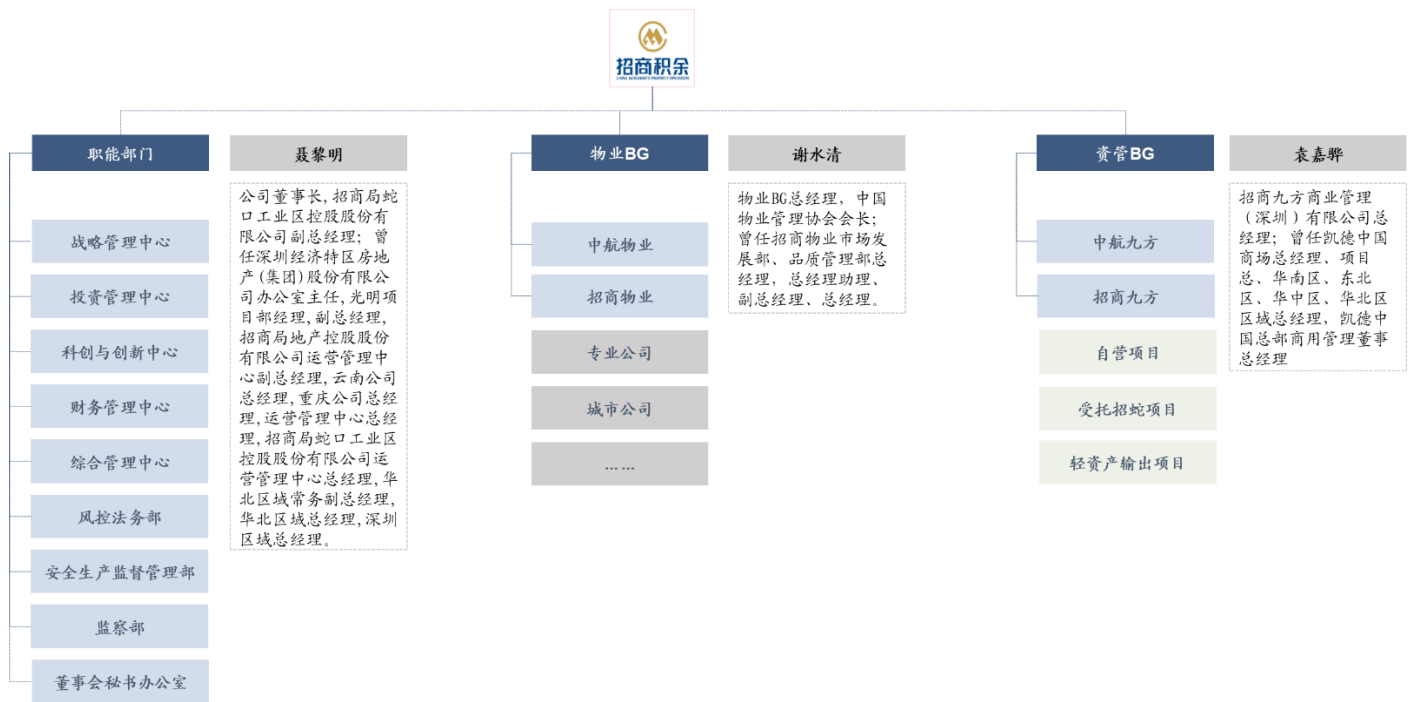 招商积余
CHINA MERCHANTS PROPERTY OPERATION
职能部门
战略管理中心
投资管理中心
科创与创新中心
财务管理中心
综合管理中心
风控法务部
安全生产监督管理部
监察部
董事会秘书办公室
聂黎明
公司董事长,招商局蛇
口工业区控股股份有
限公司副总经理；曾
任深圳经济特区房地
产(集团)股份有限公
司办公室主任,光明项
目部经理,副总经理,
招商局地产控股股份
有限公司运营管理中
心副总经理,云南公司
总经理,重庆公司总经
理,运营管理中心总经
理,招商局蛇口工业区
控股股份有限公司运
营管理中心总经理,华
北区域常务副总经理,
华北区域总经理,深圳
区域总经理。
物业BG
中航物业
招商物业
专业公司
城市公司
……
谢水清
物业BG总经理，中国
物业管理协会会长；
曾任招商物业市场发
展部、品质管理部总
经理，总经理助理、
副总经理、总经理。
资管BG
中航九方
招商九方
自营项目
受托招蛇项目
轻资产输出项目
袁嘉骅
招商九方商业管理
（深圳）有限公司总
经理；曾任凯德中国
商场总经理、项目
总、华南区、东北
区、华中区、华北区
区域总经理，凯德中
国总部商用管理董事
总经理